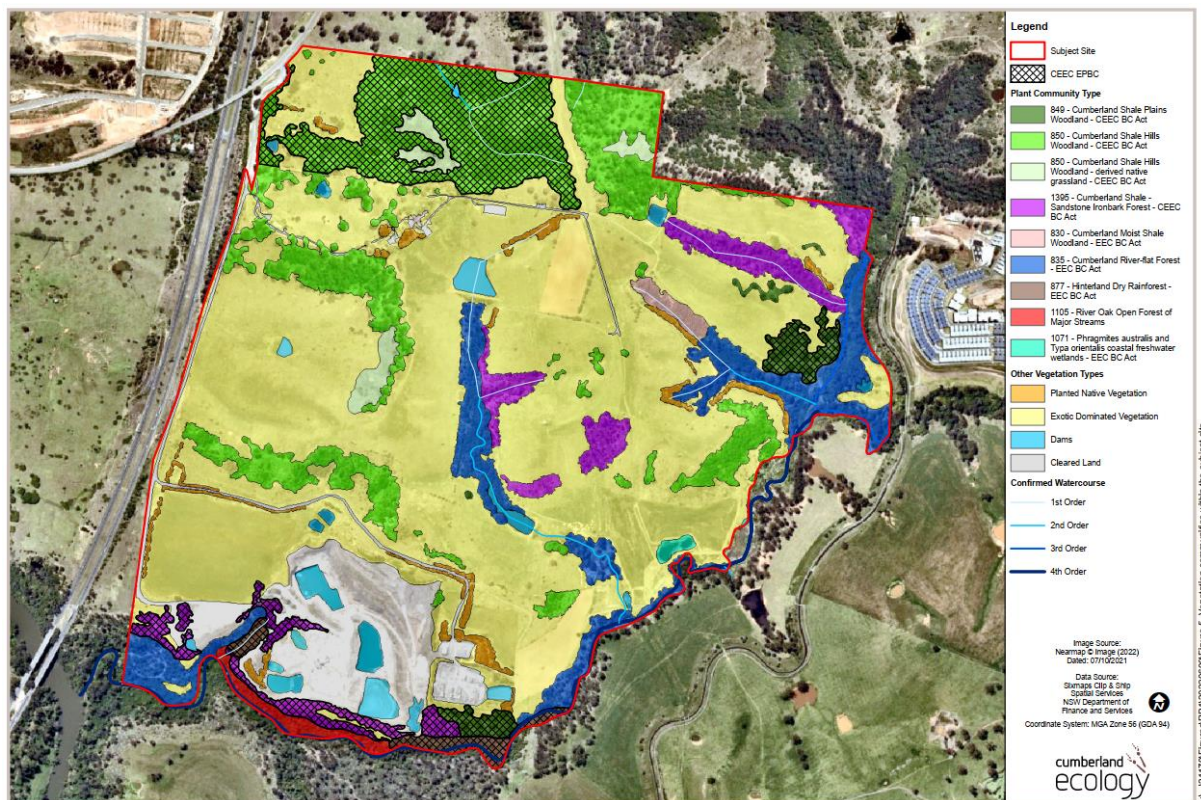 Legend
Subject Site
CEEC EPBC
Plant Community Type
849 - Cumberland Shale Plains
Woodland - CEEC BC Act
850 - Cumberland Shale Hills
Woodland - CEEC BC Act
850 - Cumberland Shale Hills
Woodland - derived native
grassland - CEEC BC Act
1395 - Cumberland Shale -
Sandstone Ironbark Forest - CEEC
BC Act
830 - Cumberland Moist Shale
Woodland - EEC BC Act
835 - Cumberland River-flat Forest
- EEC BC Act
877 - Hinterland Dry Rainforest -
EEC BC Act
1105 - River Oak Open Forest of
Major Streams
1071 - Phragmites australis and
Typa orientalis coastal freshwater
wetlands - EEC BC Act
Other Vegetation Types
Planted Native Vegetation
Exotic Dominated Vegetation
Dams
Cleared Land
Confirmed Watercourse
1st Order
2nd Order
3rd Order
4th Order
Image Source:
Nearmap © Image (2022)
Dated: 07/10/2021
Data Source:
Sixmaps Clip & Ship
Spatial Services
NSW Department of
Finance and Services
N
Coordinate System: MGA Zone 56 (GDA 94)
cumberland
ecology